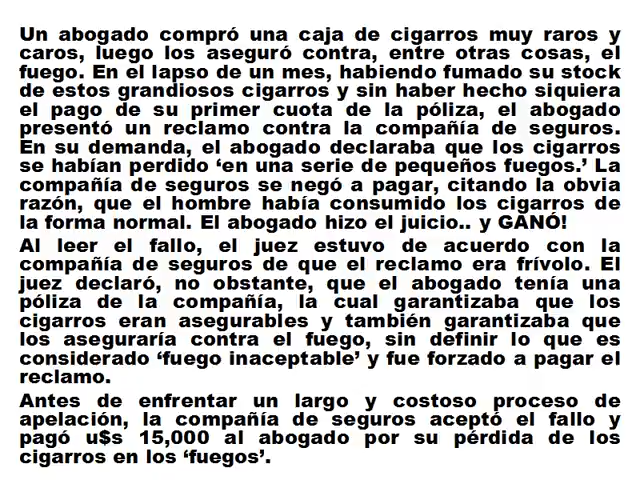 Un abogado compró una caja de cigarros muy raros y
caros, luego los aseguró contra, entre otras cosas, el
fuego. En el lapso de un mes, habiendo fumado su stock
de estos grandiosos cigarros y sin haber hecho siquiera
el pago de su primer cuota de la póliza, el abogado
presentó un reclamo contra la compañía de seguros.
En su demanda, el abogado declaraba que los cigarros
se habían perdido ‘en una serie de pequeños fuegos.’ La
compañía de seguros se negó a pagar, citando la obvia
razón, que el hombre había consumido los cigarros de
la forma normal. El abogado hizo el juicio.. y GANÓ!
Al leer el fallo, el juez estuvo de acuerdo con la
compañía de seguros de que el reclamo era frívolo. El
juez declaró, no obstante, que el abogado tenía una
póliza de la compañía, la cual garantizaba que los
cigarros eran asegurables y también garantizaba que
los aseguraría contra el fuego, sin definir lo que es
considerado ‘fuego inaceptable’ y fue forzado a pagar el
reclamo.
Antes de enfrentar un largo y costoso proceso de
apelación, la compañía de seguros aceptó el fallo y
pagó u$s 15,000 al abogado por su pérdida de los
cigarros en los ‘fuegos’.